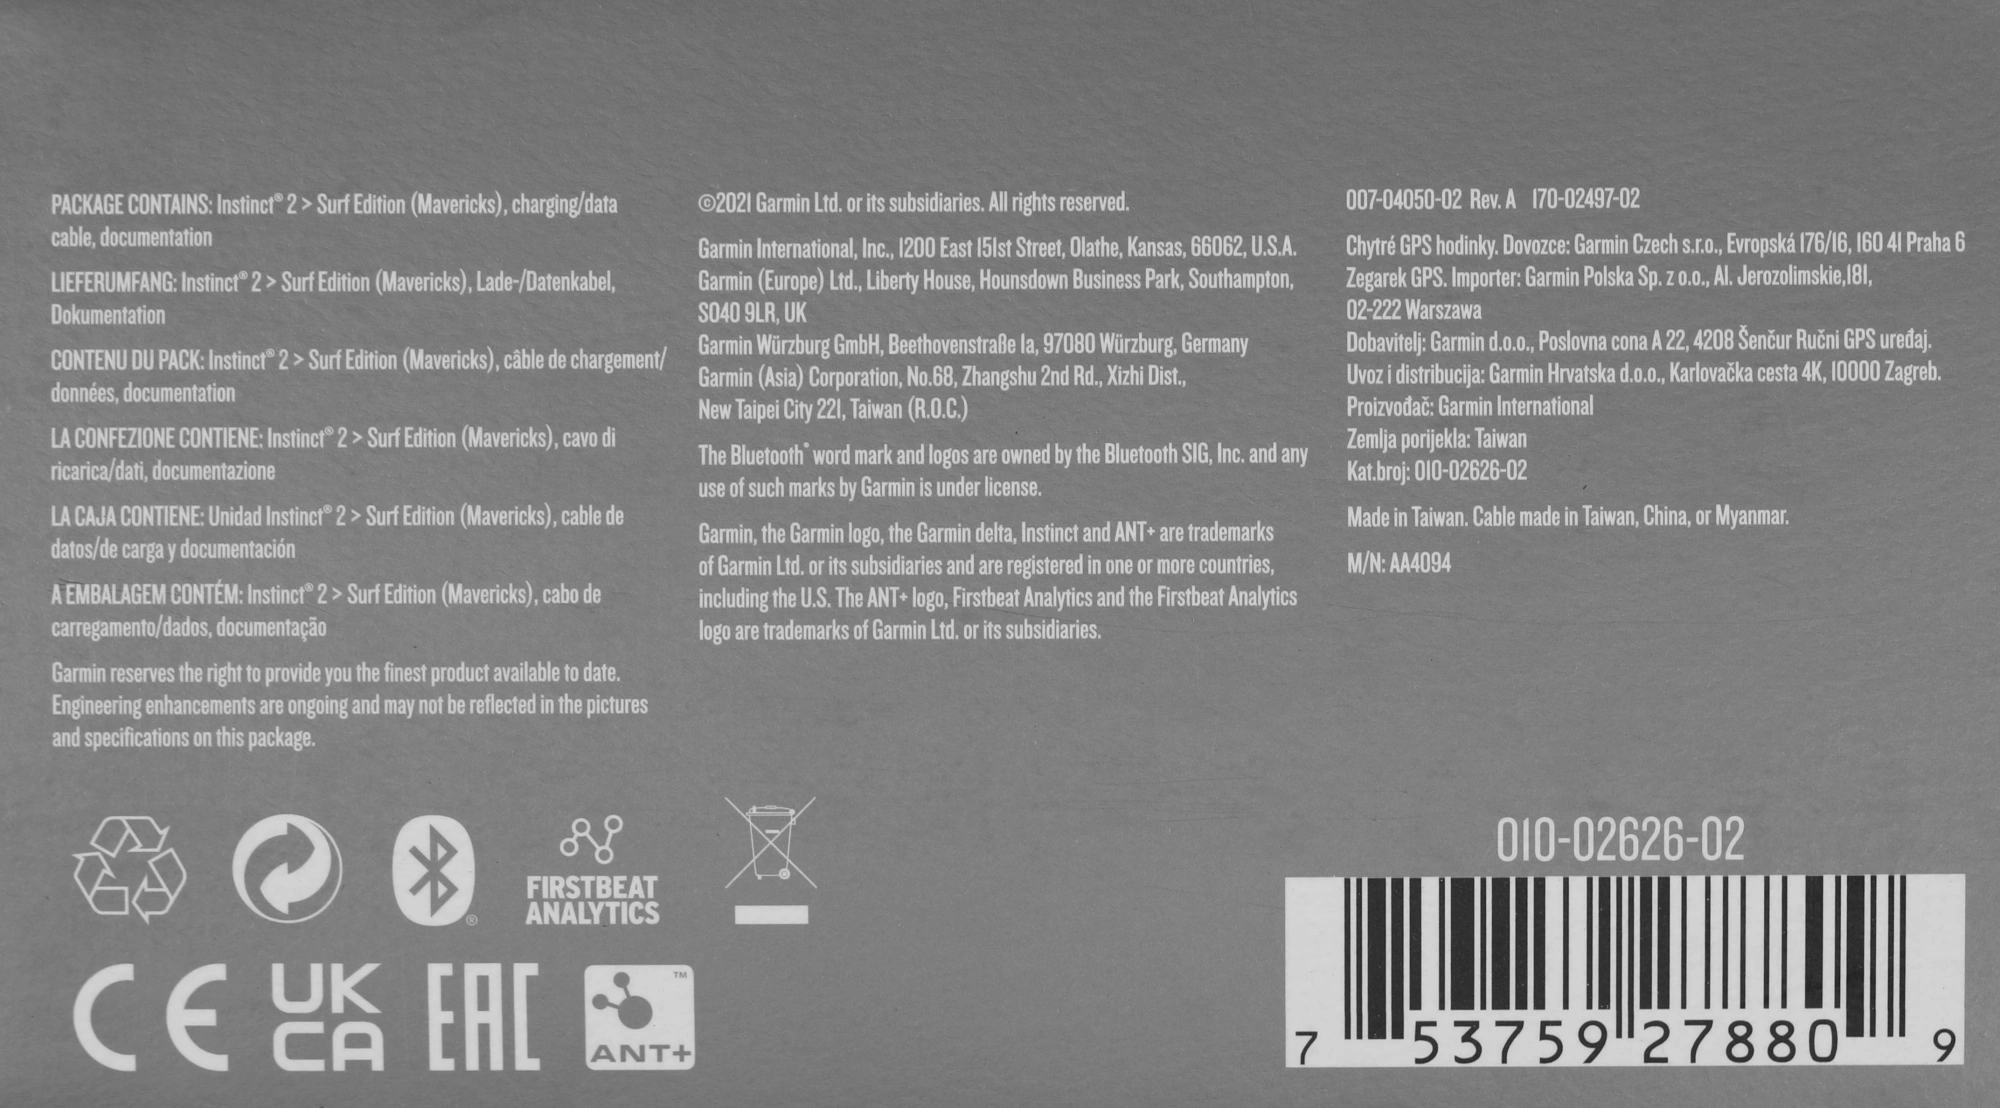 PACKAGE CONTAINS: Instinct® 2 > Surf Edition (Mavericks), charging/data
cable, documentation
LIEFERUMFANG: Instinct® 2 > Surf Edition (Mavericks), Lade-/Datenkabel,
Dokumentation
CONTENU DU PACK: Instinct® 2 > Surf Edition (Mavericks), câble de chargement/
données, documentation
LA CONFEZIONE CONTIENE: Instinct® 2 > Surf Edition (Mavericks), cavo di
ricarica/dati, documentazione
LA CAJA CONTIENE: Unidad Instinct® 2 > Surf Edition (Mavericks), cable de
datos/de carga y documentación
A EMBALAGEM CONTÉM: Instinct® 2 > Surf Edition (Mavericks), cabo de
carregamento/dados, documentação
Garmin reserves the right to provide you the finest product available to date.
Engineering enhancements are ongoing and may not be reflected in the pictures
and specifications on this package.
©2021 Garmin Ltd. or its subsidiaries. All rights reserved.
Garmin International, Inc., 1200 East 151st Street, Olathe, Kansas, 66062, U.S.A.
Garmin (Europe) Ltd., Liberty House, Hounsdown Business Park, Southampton,
SO40 9LR, UK
Garmin Würzburg GmbH, Beethovenstraße 1a, 97080 Würzburg, Germany
Garmin (Asia) Corporation, No.68, Zhangshu 2nd Rd., Xizhi Dist.,
New Taipei City 221, Taiwan (R.O.C.)
The Bluetooth® word mark and logos are owned by the Bluetooth SIG, Inc. and any
use of such marks by Garmin is under license.
Garmin, the Garmin logo, the Garmin delta, Instinct and ANT+ are trademarks
of Garmin Ltd. or its subsidiaries and are registered in one or more countries,
including the U.S. The ANT+ logo, Firstbeat Analytics and the Firstbeat Analytics
logo are trademarks of Garmin Ltd. or its subsidiaries.
007-04050-02 Rev. A 170-02497-02
Chytré GPS hodinky. Dovozce: Garmin Czech s.r.o., Evropská 176/16, 160 41 Praha 6
Zegarek GPS. Importer: Garmin Polska Sp. z o.o., Al. Jerozolimskie,181,
02-222 Warszawa
Dobavitelj: Garmin d.o.o., Poslovna cona A 22, 4208 Šenčur Ručni GPS uređaj.
Uvoz i distribucija: Garmin Hrvatska d.o.o., Karlovačka cesta 4K, 10000 Zagreb.
Proizvođač: Garmin International
Zemlja porijekla: Taiwan
Kat.broj: 010-02626-02
Made in Taiwan. Cable made in Taiwan, China, or Myanmar.
M/N: AA4094
®
FIRSTBEAT
ANALYTICS
CE
UK
CA
EAC
™
ANT+
010-02626-02
7 53759 27880 9